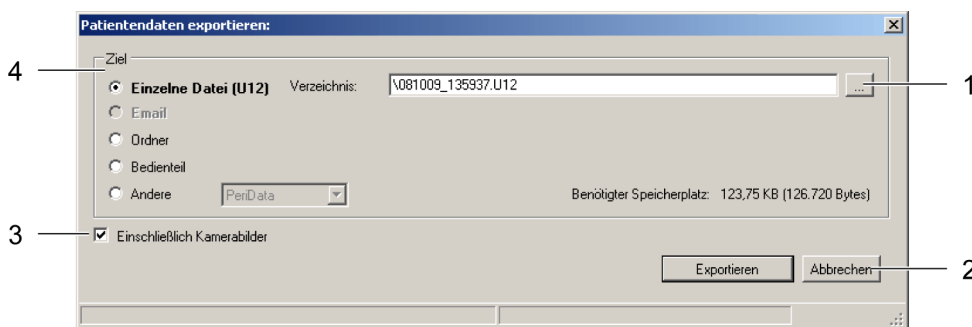 Patientendaten exportieren:
Ziel
4
Einzelne Datei (U12) Verzeichnis: \081009_135937.U12 ... 1
Email
Ordner
Bedienteil
Andere PeriData Benötigter Speicherplatz: 123,75 KB (126.720 Bytes)
3 Einschließlich Kamerabilder
Exportieren Abbrechen 2